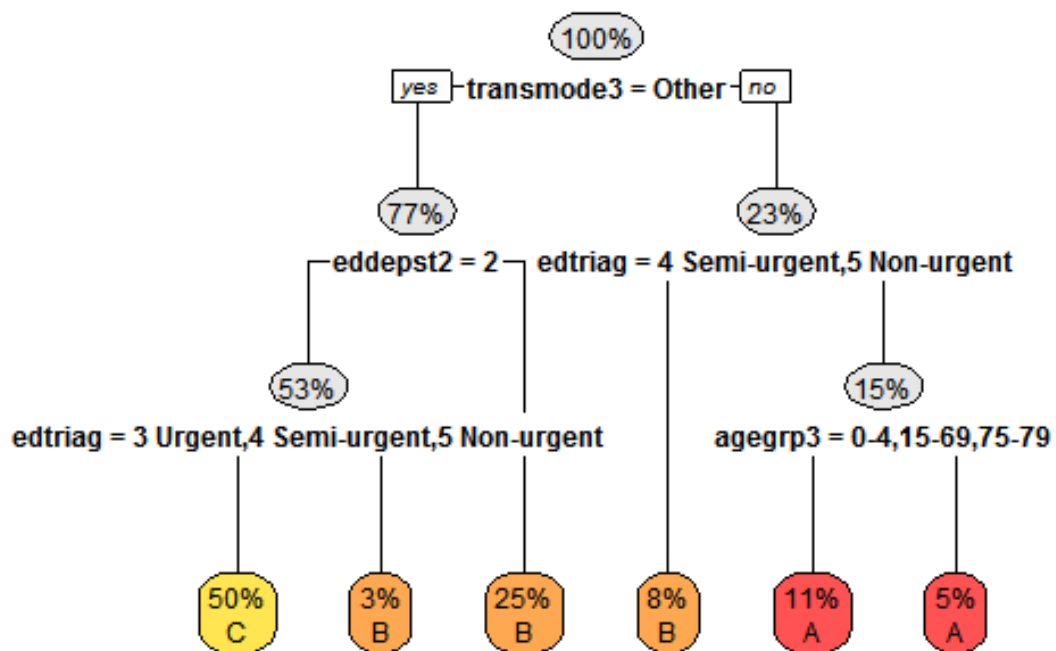 100%
yes transmode3 = Other no
77% 23%
eddepst2 = 2 edtriag = 4 Semi-urgent,5 Non-urgent
53% 15%
edtriag = 3 Urgent,4 Semi-urgent,5 Non-urgent agegrp3 = 0-4,15-69,75-79
50% 3% 25% 8% 11% 5%
C B B B A A